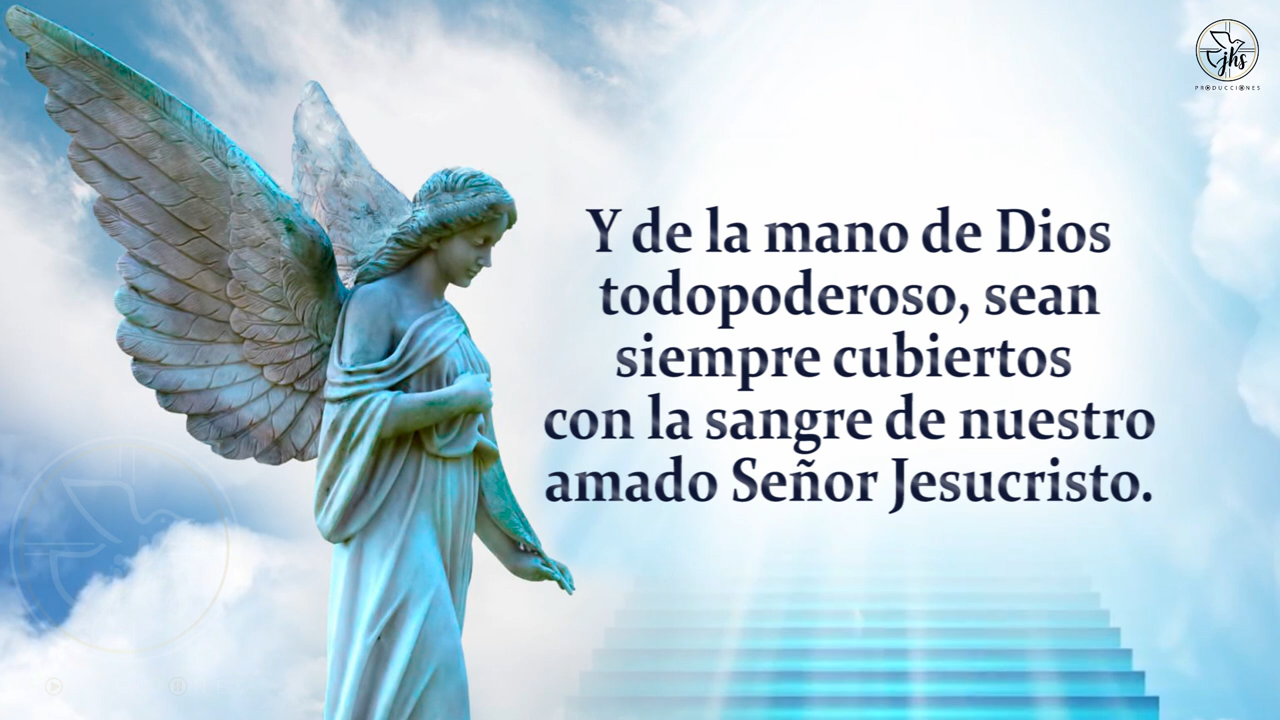 jhs
PRODUCCIONES
Y de la mano de Dios
todopoderoso, sean
siempre cubiertos
con la sangre de nuestro
amado Señor Jesucristo.